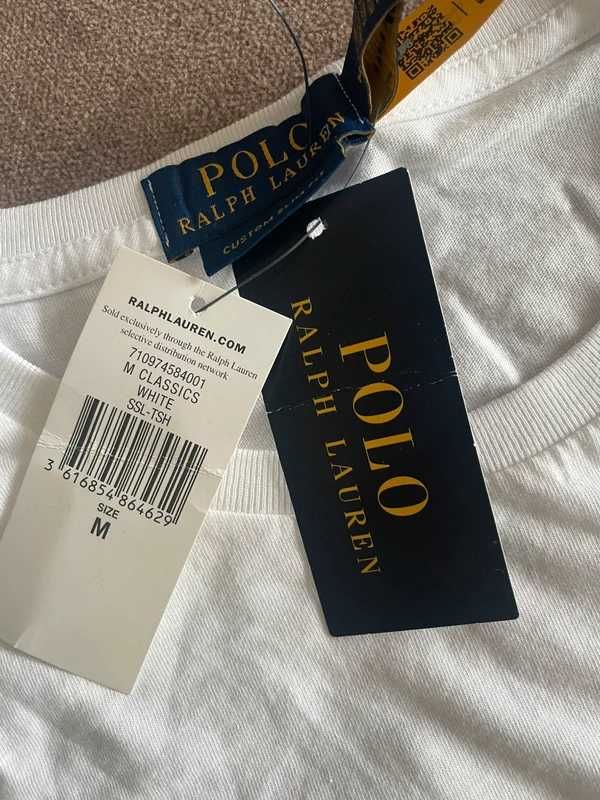 POLO
RALPH LAUREN
CUSTOM SLIM FIT
RALPHLAUREN.COM
Sold exclusively through the Ralph Lauren
selective distribution network
710974584001
M CLASSICS
WHITE
SSL-TSH
3 616854 864629
SIZE
M
POLO
RALPH LAUREN